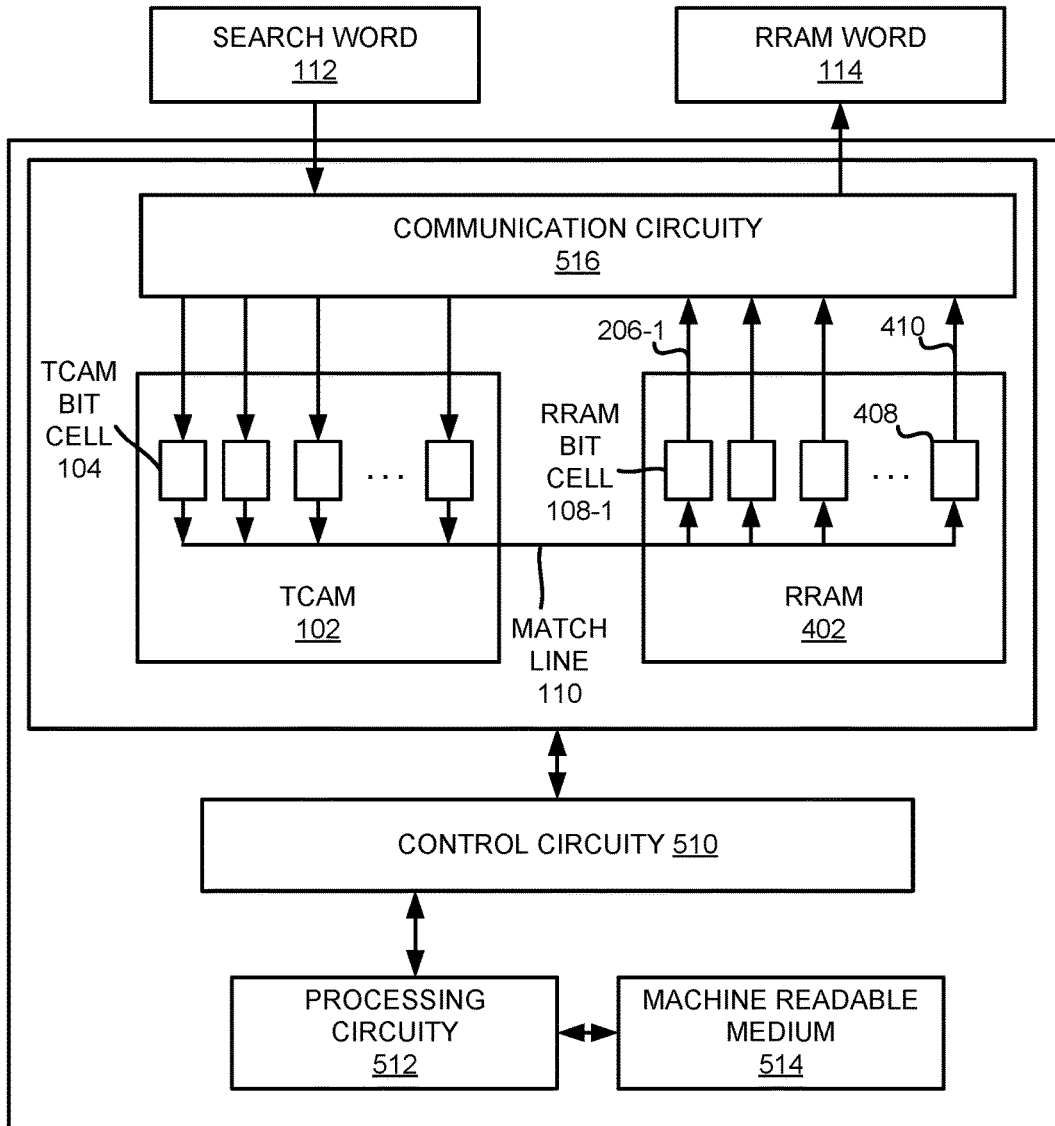 SEARCH WORD
112
RRAM WORD
114
COMMUNICATION CIRCUITY
516
206-1
410
TCAM
BIT
CELL
104
RRAM
BIT
CELL
108-1
408
...
...
TCAM
102
MATCH
LINE
110
RRAM
402
CONTROL CIRCUITY 510
PROCESSING
CIRCUITY
512
MACHINE READABLE
MEDIUM
514